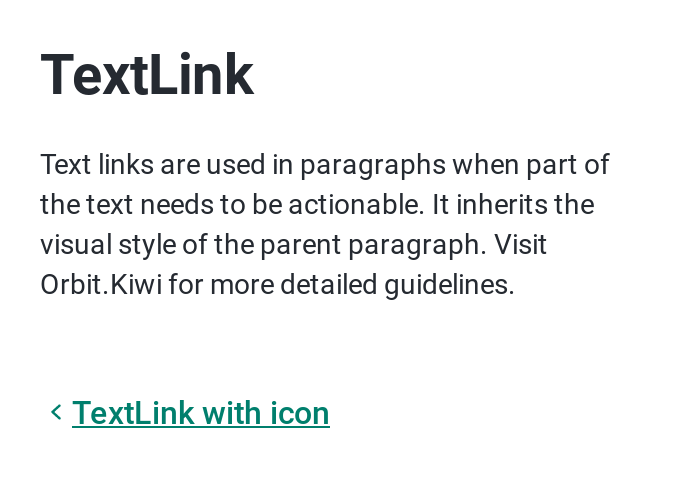 TextLink
Text links are used in paragraphs when part of
the text needs to be actionable. It inherits the
visual style of the parent paragraph. Visit
Orbit.Kiwi for more detailed guidelines.
TextLink with icon